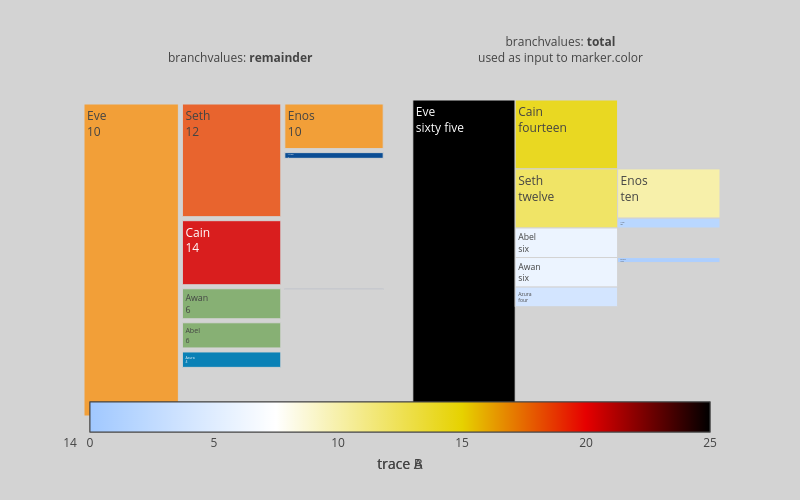 branchvalues: remainder
branchvalues: total
used as input to marker.color
Eve
10
Seth
12
Enos
10
Cain
14
Awan
6
Abel
6
Eve
sixty five
Cain
fourteen
Seth
twelve
Enos
ten
Abel
six
Awan
six
Azura
four
14
0
5
10
15
20
25
trace